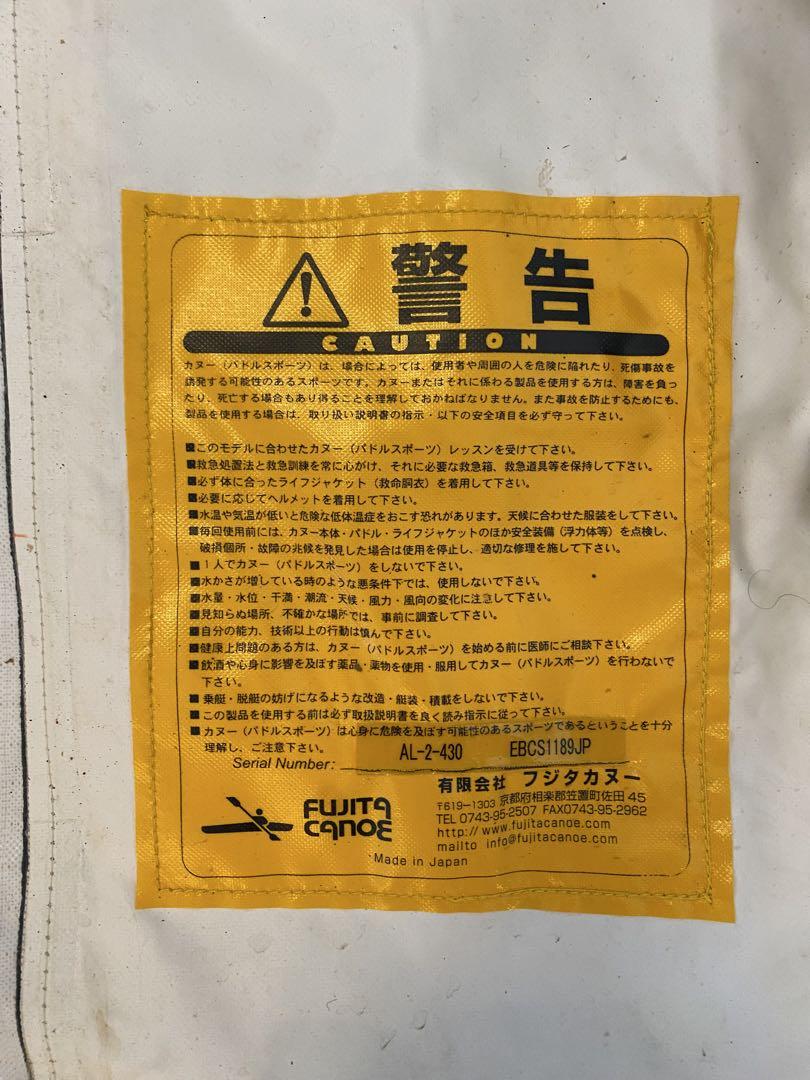 警告
CAUTION
カヌー（パドルスポーツ）は、場合によっては、使用者や周囲の人を危険に陥れたり、死傷事故を
誘発する可能性のあるスポーツです。カヌーまたはそれに係わる製品を使用する方は、障害を負っ
たり、死亡する場合もあり得ることを理解しておかねばなりません。また事故を防止するためにも、
製品を使用する場合は、取り扱い説明書の指示・以下の安全項目を必ず守って下さい。
■このモデルに合わせたカヌー（パドルスポーツ）レッスンを受けて下さい。
■救急処置法と救急訓練を常に心がけ、それに必要な救急箱、救急道具等を保持して下さい。
■必ず体に合ったライフジャケット（救命胴衣）を着用して下さい。
■必要に応じてヘルメットを着用して下さい。
■水温や気温が低いと危険な低体温症をおこす恐れがあります。天候に合わせた服装をして下さい。
■毎回使用前には、カヌー本体・パドル・ライフジャケットのほか安全装備（浮力体等）を点検し、
破損個所・故障の兆候を発見した場合は使用を停止し、適切な修理を施して下さい。
■１人でカヌー（パドルスポーツ）をしないで下さい。
■水かさが増している時のような悪条件下では、使用しないで下さい。
■水量・水位・干満・潮流・天候・風力・風向の変化に注意して下さい。
■見知らぬ場所、不確かな場所では、事前に調査して下さい。
■自分の能力、技術以上の行動は慎んで下さい。
■健康上問題のある方は、カヌー（パドルスポーツ）を始める前に医師にご相談下さい。
■飲酒や心身に影響を及ぼす薬品・薬物を使用・服用してカヌー（パドルスポーツ）を行わないで
下さい。
■乗艇・脱艇の妨げになるような改造・艤装・積載をしないで下さい。
■この製品を使用する前は必ず取扱説明書を良く読み指示に従って下さい。
■カヌー（パドルスポーツ）は心身に危険を及ぼす可能性のあるスポーツであるということを十分
理解し、ご注意下さい。
Serial Number: AL-2-430 EBCS1189JP
有限会社 フジタカヌー
〒619－1303 京都府相楽郡笠置町佐田 45
TEL 0743-95-2507 FAX0743-95-2962
http://www.fujitacanoe.com
mailto info@fujitacanoe.com
FUJITA
CANOE
Made in Japan